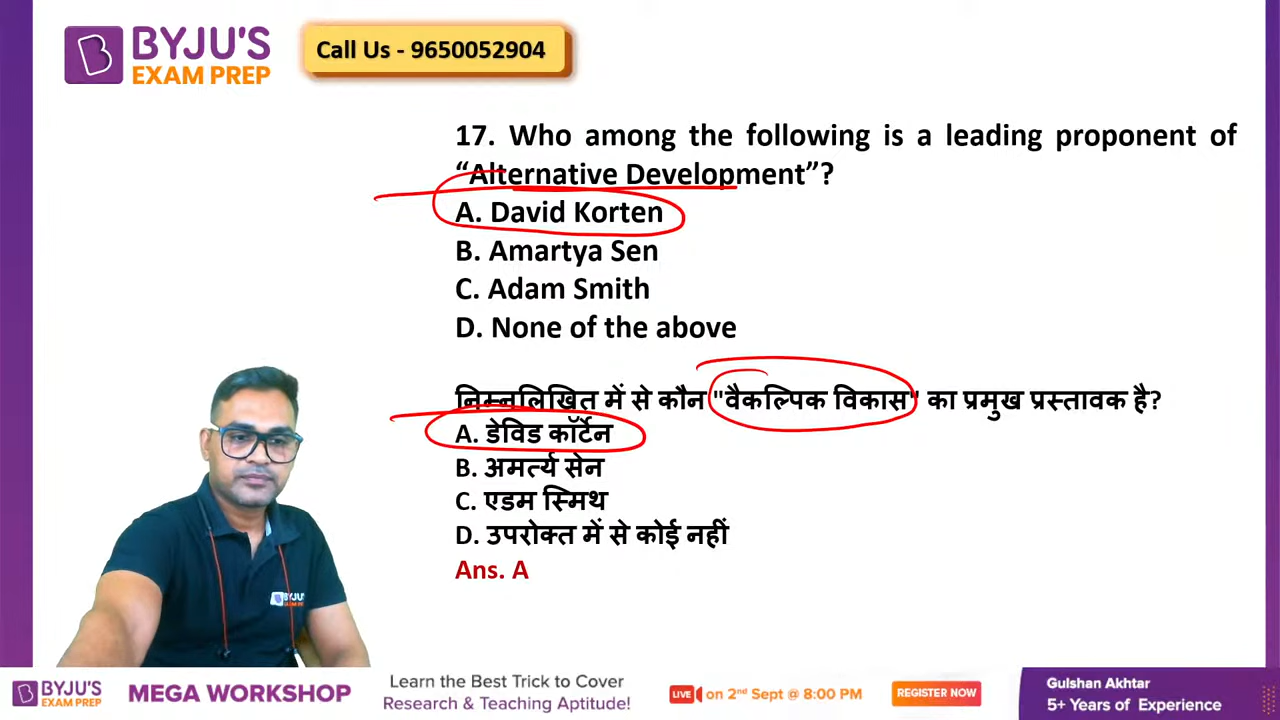 BYJU'S
EXAM PREP
Call Us - 9650052904
17. Who among the following is a leading proponent of
“Alternative Development”?
A. David Korten
B. Amartya Sen
C. Adam Smith
D. None of the above
निम्नलिखित में से कौन "वैकल्पिक विकास" का प्रमुख प्रस्तावक है?
A. डेविड कॉर्टेन
B. अमर्त्य सेन
C. एडम स्मिथ
D. उपरोक्त में से कोई नहीं
Ans. A
BYJU'S
EXAM PREP
BYJU'S
EXAM PREP
MEGA WORKSHOP
Learn the Best Trick to Cover
Research & Teaching Aptitude!
LIVE on 2nd Sept @ 8:00 PM
REGISTER NOW
Gulshan Akhtar
5+ Years of Experience